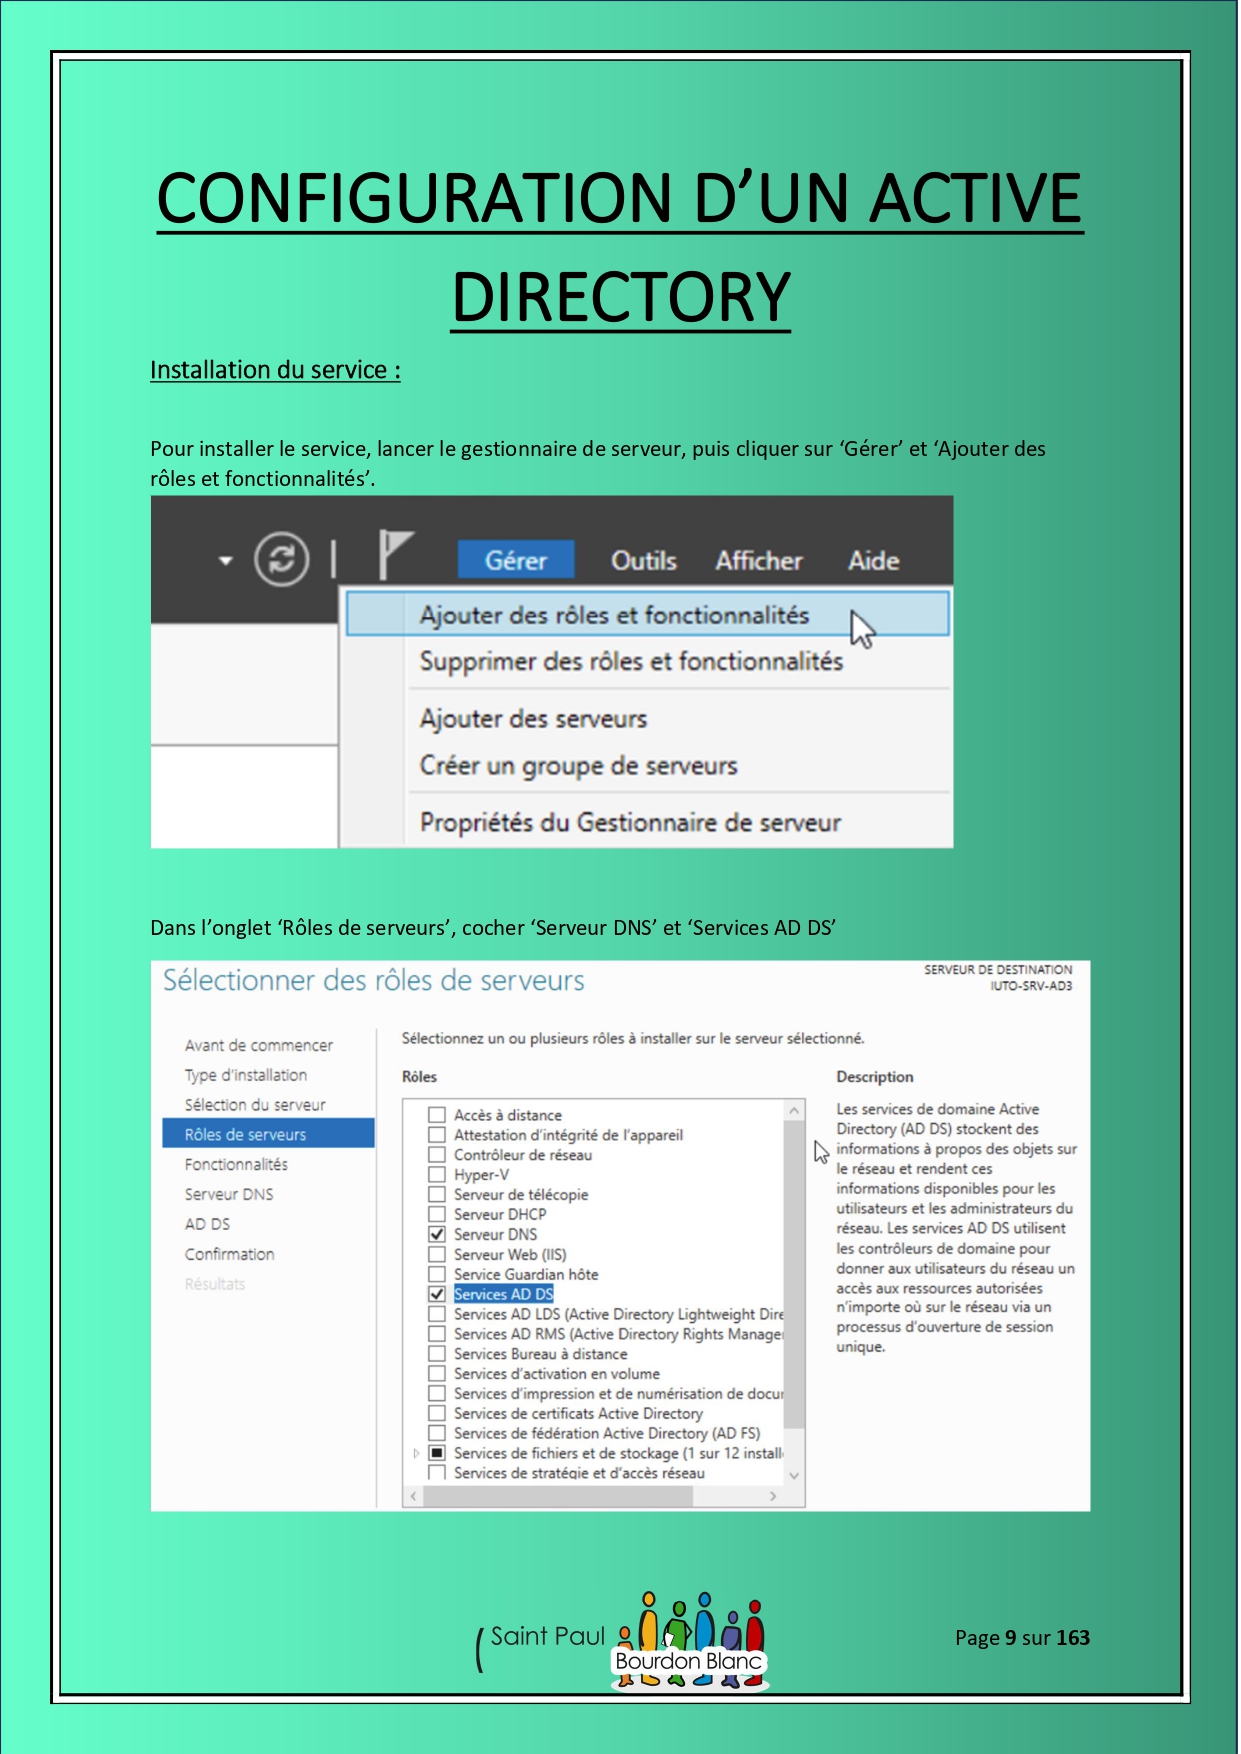 CONFIGURATION D’UN ACTIVE
DIRECTORY
Installation du service :
Pour installer le service, lancer le gestionnaire de serveur, puis cliquer sur ‘Gérer’ et ‘Ajouter des
rôles et fonctionnalités’.
Gérer Outils Afficher Aide
Ajouter des rôles et fonctionnalités
Supprimer des rôles et fonctionnalités
Ajouter des serveurs
Créer un groupe de serveurs
Propriétés du Gestionnaire de serveur
Dans l’onglet ‘Rôles de serveurs’, cocher ‘Serveur DNS’ et ‘Services AD DS’
Sélectionner des rôles de serveurs
SERVEUR DE DESTINATION
IUTO-SRV-AD3
Avant de commencer
Type d'installation
Sélection du serveur
Rôles de serveurs
Fonctionnalités
Serveur DNS
AD DS
Confirmation
Résultats
Sélectionnez un ou plusieurs rôles à installer sur le serveur sélectionné.
Rôles
Accès à distance
Attestation d'intégrité de l'appareil
Contrôleur de réseau
Hyper-V
Serveur de télécopie
Serveur DHCP
Serveur DNS
Serveur Web (IIS)
Service Guardian hôte
Services AD DS
Services AD LDS (Active Directory Lightweight Dire
Services AD RMS (Active Directory Rights Manage
Services Bureau à distance
Services d'activation en volume
Services d'impression et de numérisation de docu
Services de certificats Active Directory
Services de fédération Active Directory (AD FS)
Services de fichiers et de stockage (1 sur 12 install
Services de stratégie et d'accès réseau
Description
Les services de domaine Active
Directory (AD DS) stockent des
informations à propos des objets sur
le réseau et rendent ces
informations disponibles pour les
utilisateurs et les administrateurs du
réseau. Les services AD DS utilisent
les contrôleurs de domaine pour
donner aux utilisateurs du réseau un
accès aux ressources autorisées
n'importe où sur le réseau via un
processus d'ouverture de session
unique.
Saint Paul
Bourdon Blanc
Page 9 sur 163